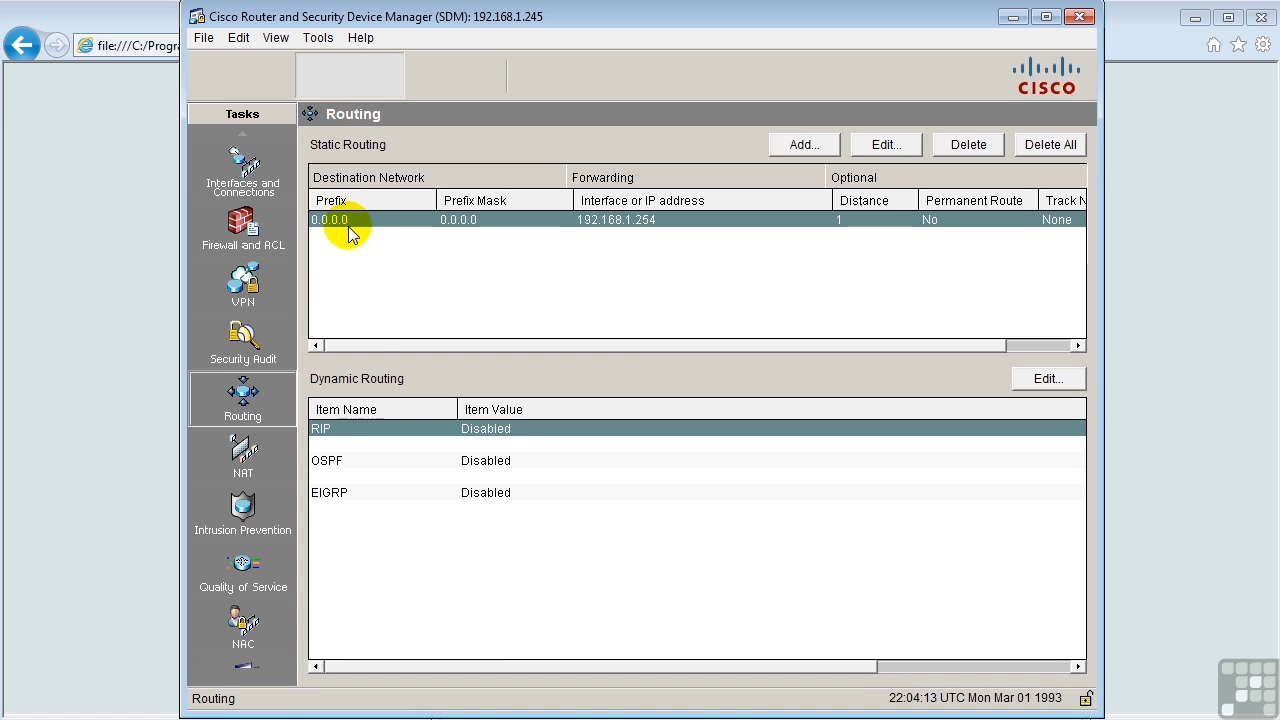 Cisco Router and Security Device Manager (SDM): 192.168.1.245
file:///C:/Progra
File Edit View Tools Help
CISCO
Tasks
Routing
Interfaces and
Connections
Firewall and ACL
VPN
Security Audit
Routing
NAT
Intrusion Prevention
Quality of Service
NAC
Static Routing
Add... Edit... Delete Delete All
Destination Network Forwarding Optional
Prefix Prefix Mask Interface or IP address Distance Permanent Route Track N
0.0.0.0 0.0.0.0 192.168.1.254 1 No None
Dynamic Routing Edit...
Item Name Item Value
RIP Disabled
OSPF Disabled
EIGRP Disabled
Routing 22:04:13 UTC Mon Mar 01 1993